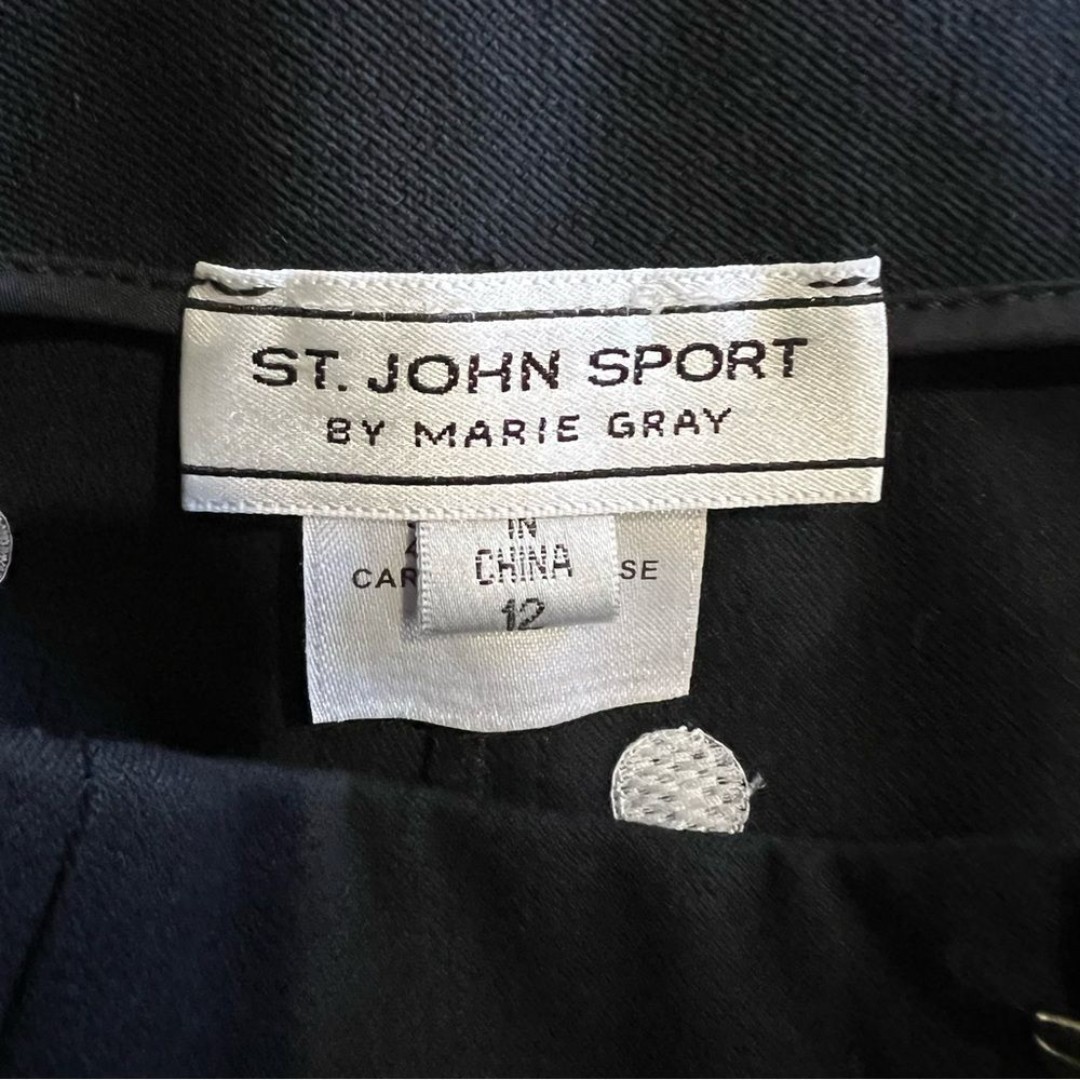 ST. JOHN SPORT
BY MARIE GRAY
IN
CHINA
12